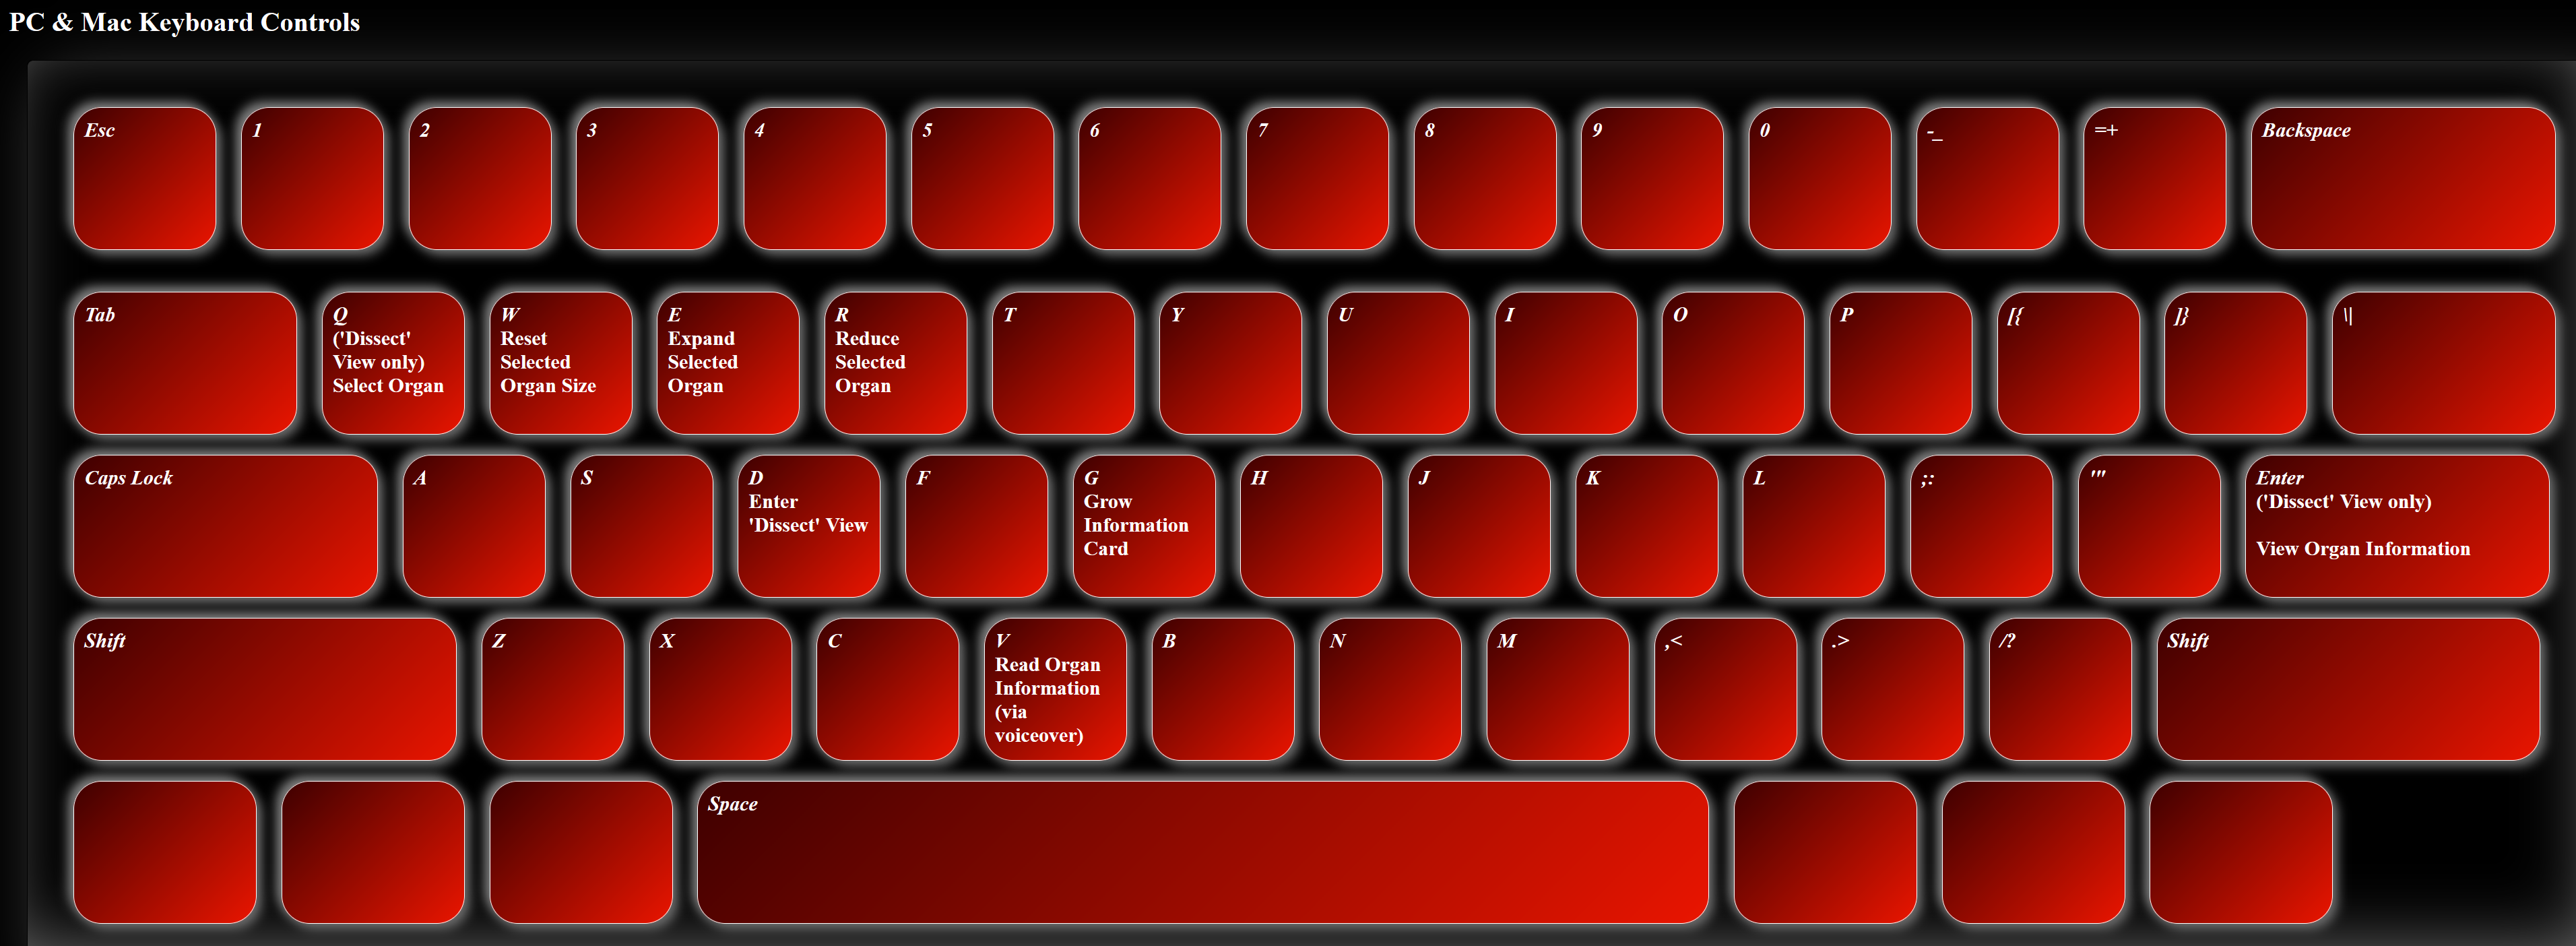 PC & Mac Keyboard Controls
Esc
1
2
3
4
5
6
7
8
9
0
-_
=+
Backspace
Tab
Q
('Dissect'
View only)
Select Organ
W
Reset
Selected
Organ Size
E
Expand
Selected
Organ
R
Reduce
Selected
Organ
T
Y
U
I
O
P
[{
]}
\|
Caps Lock
A
S
D
Enter
'Dissect' View
F
G
Grow
Information
Card
H
J
K
L
;:
'"
Enter
('Dissect' View only)
View Organ Information
Shift
Z
X
C
V
Read Organ
Information
(via
voiceover)
B
N
M
,<
.>
/?
Shift
Space